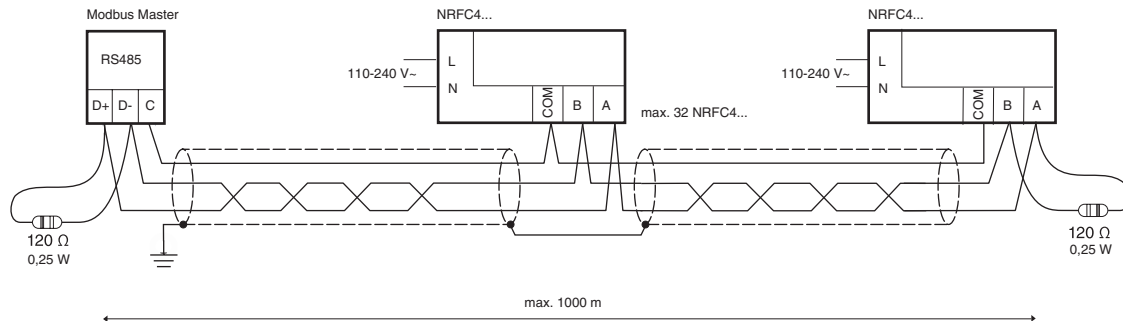 Modbus Master
RS485
D+ D- C
120 Ω
0,25 W
NRFC4...
110-240 V~
L
N
COM B A
max. 32 NRFC4...
NRFC4...
110-240 V~
L
N
COM B A
120 Ω
0,25 W
max. 1000 m